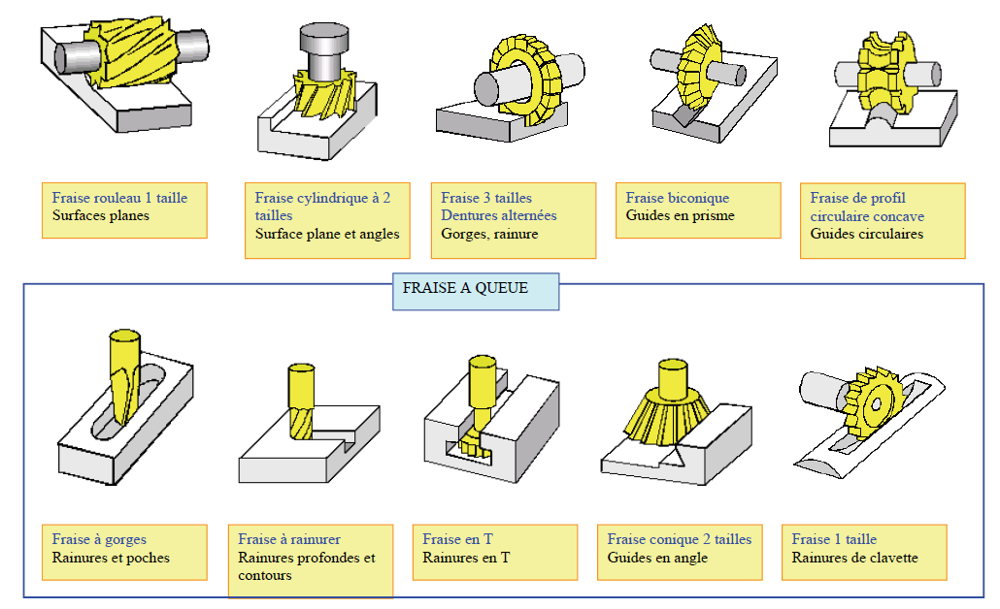 Fraise rouleau 1 taille
Surfaces planes
Fraise cylindrique à 2
tailles
Surface plane et angles
Fraise 3 tailles
Dentures alternées
Gorges, rainure
Fraise biconique
Guides en prisme
Fraise de profil
circulaire concave
Guides circulaires
FRAISE A QUEUE
Fraise à gorges
Rainures et poches
Fraise à rainurer
Rainures profondes et
contours
Fraise en T
Rainures en T
Fraise conique 2 tailles
Guides en angle
Fraise 1 taille
Rainures de clavette